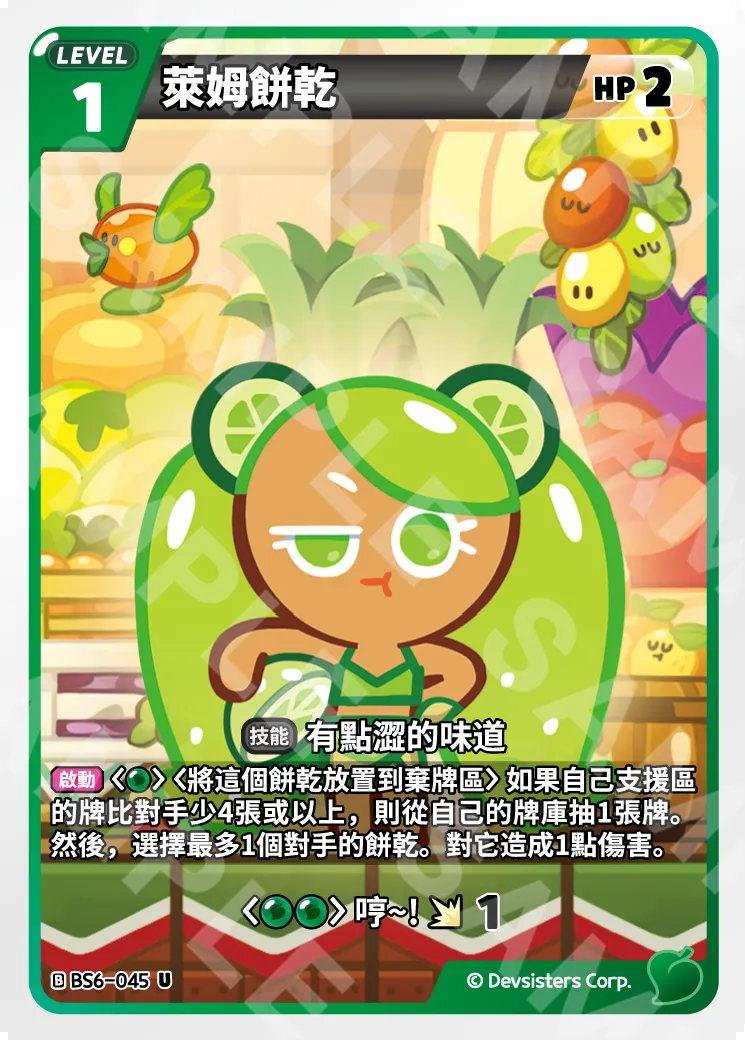 LEVEL
1
萊姆餅乾
HP 2
技能 有點澀的味道
啟動 〈●〉〈將這個餅乾放置到棄牌區〉如果自己支援區
的牌比對手少4張或以上，則從自己的牌庫抽1張牌。
然後，選擇最多1個對手的餅乾。對它造成1點傷害。
〈●●〉哼~! 1
B BS6-045 U
© Devsisters Corp.
SAMPLE SAMPLE SAMPLE